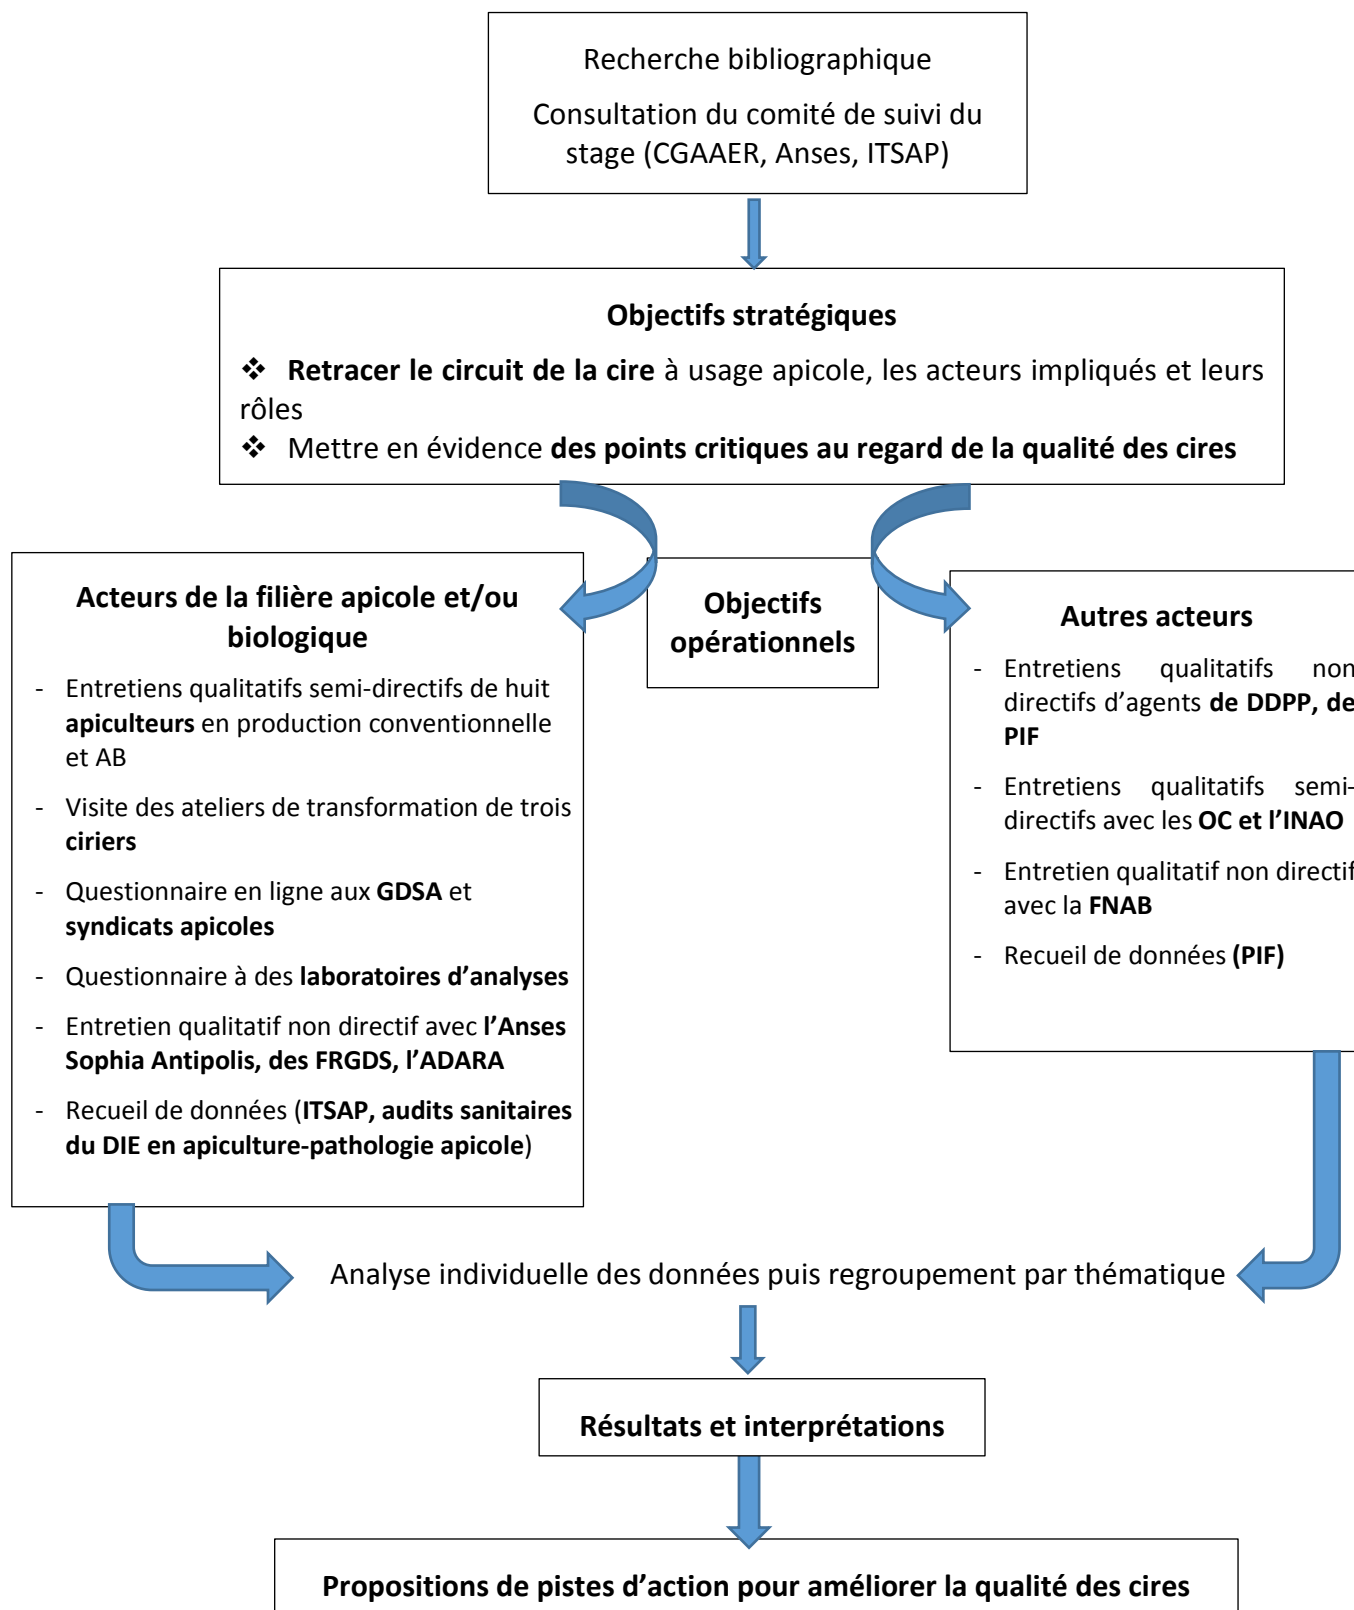 Recherche bibliographique
Consultation du comité de suivi du
stage (CGAAER, Anses, ITSAP)
Objectifs stratégiques
❖ Retracer le circuit de la cire à usage apicole, les acteurs impliqués et leurs
rôles
❖ Mettre en évidence des points critiques au regard de la qualité des cires
Objectifs
opérationnels
Acteurs de la filière apicole et/ou
biologique
- Entretiens qualitatifs semi-directifs de huit
apiculteurs en production conventionnelle
et AB
- Visite des ateliers de transformation de trois
ciriers
- Questionnaire en ligne aux GDSA et
syndicats apicoles
- Questionnaire à des laboratoires d’analyses
- Entretien qualitatif non directif avec l’Anses
Sophia Antipolis, des FRGDS, l’ADARA
- Recueil de données (ITSAP, audits sanitaires
du DIE en apiculture-pathologie apicole)
Autres acteurs
- Entretiens qualitatifs non
directifs d’agents de DDPP, de
PIF
- Entretiens qualitatifs semi-
directifs avec les OC et l’INAO
- Entretien qualitatif non directif
avec la FNAB
- Recueil de données (PIF)
Analyse individuelle des données puis regroupement par thématique
Résultats et interprétations
Propositions de pistes d’action pour améliorer la qualité des cires